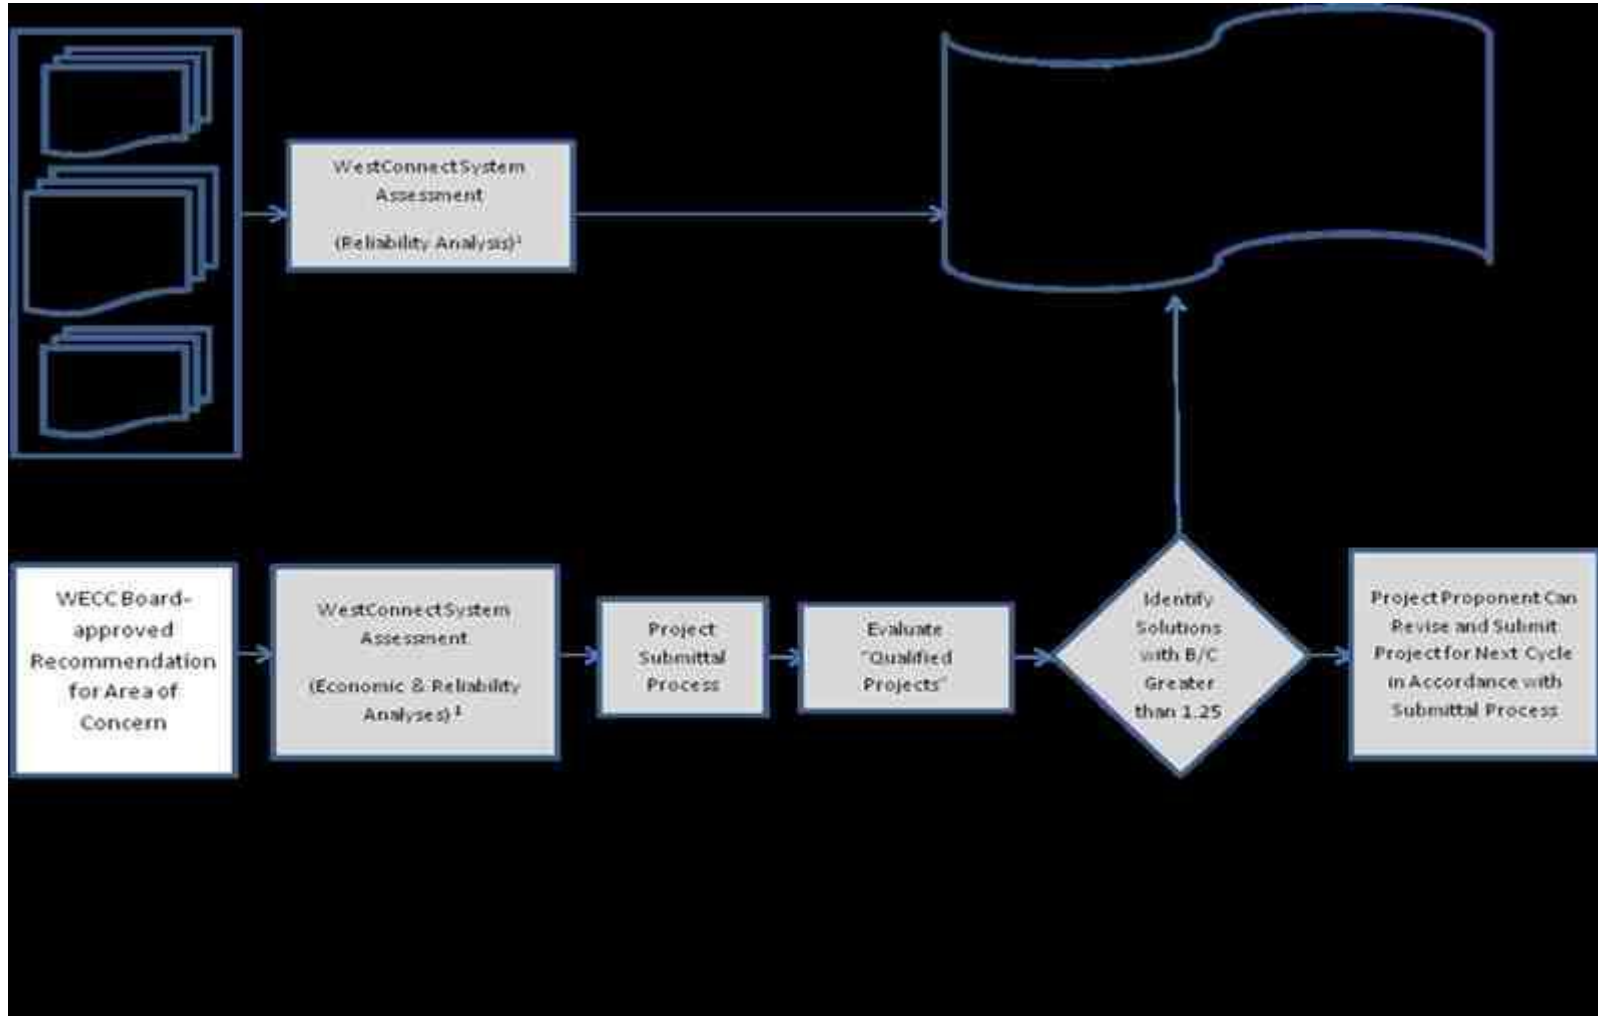 WestConnect System
Assessment
(Reliability Analysis)¹
WECC Board-
approved
Recommendation
for Area of
Concern
WestConnect System
Assessment
(Economic & Reliability
Analyses)¹
Project
Submittal
Process
Evaluate
"Qualified
Projects"
Identify
Solutions
with B/C
Greater
than 1.25
Project Proponent Can
Revise and Submit
Project for Next Cycle
in Accordance with
Submittal Process